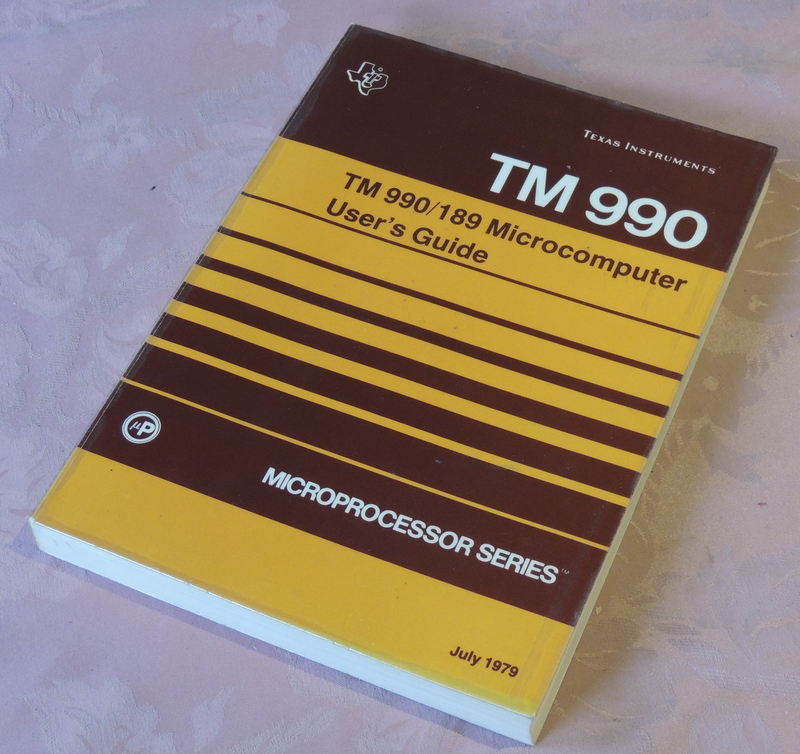 TEXAS INSTRUMENTS
TM 990
TM 990/189 Microcomputer
User's Guide
μP
MICROPROCESSOR SERIES™
July 1979